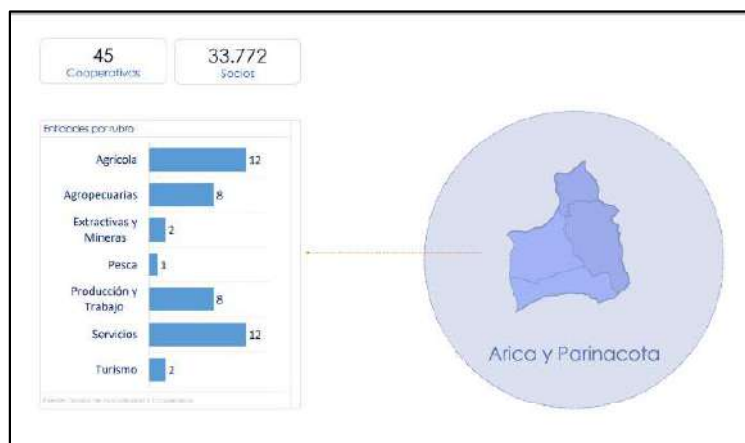 45
Cooperativas
33.772
Socios
Entidades por rubro
Agrícola
12
Agropecuarias
8
Extractivas y
Mineras
2
Pesca
1
Producción y
Trabajo
8
Servicios
12
Turismo
2
Arica y Parinacota